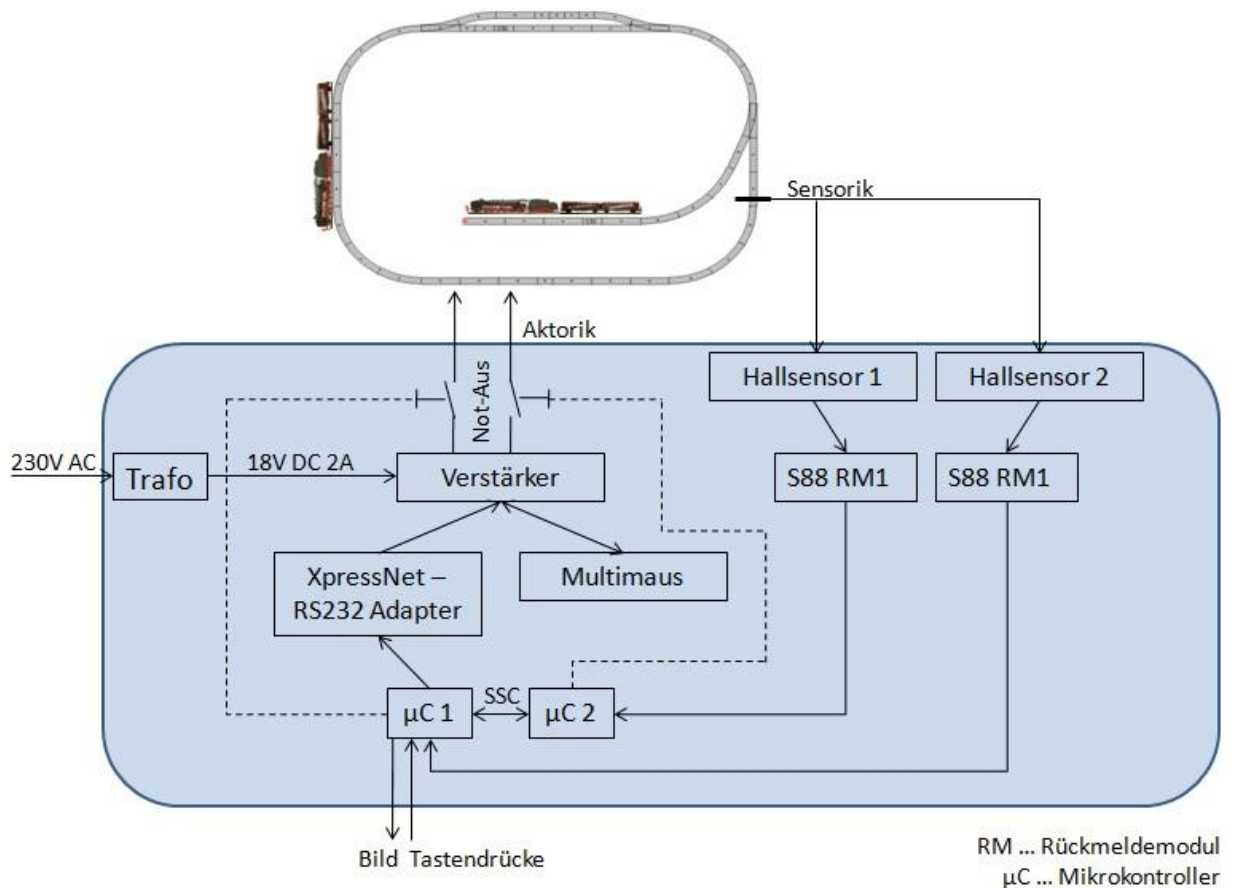 Sensorik
Aktorik
Not-Aus
Hallsensor 1
Hallsensor 2
230V AC
Trafo
18V DC 2A
Verstärker
S88 RM1
S88 RM1
XpressNet –
RS232 Adapter
Multimaus
µC 1
SSC
µC 2
Bild Tastendrücke
RM ... Rückmeldemodul
µC ... Mikrokontroller